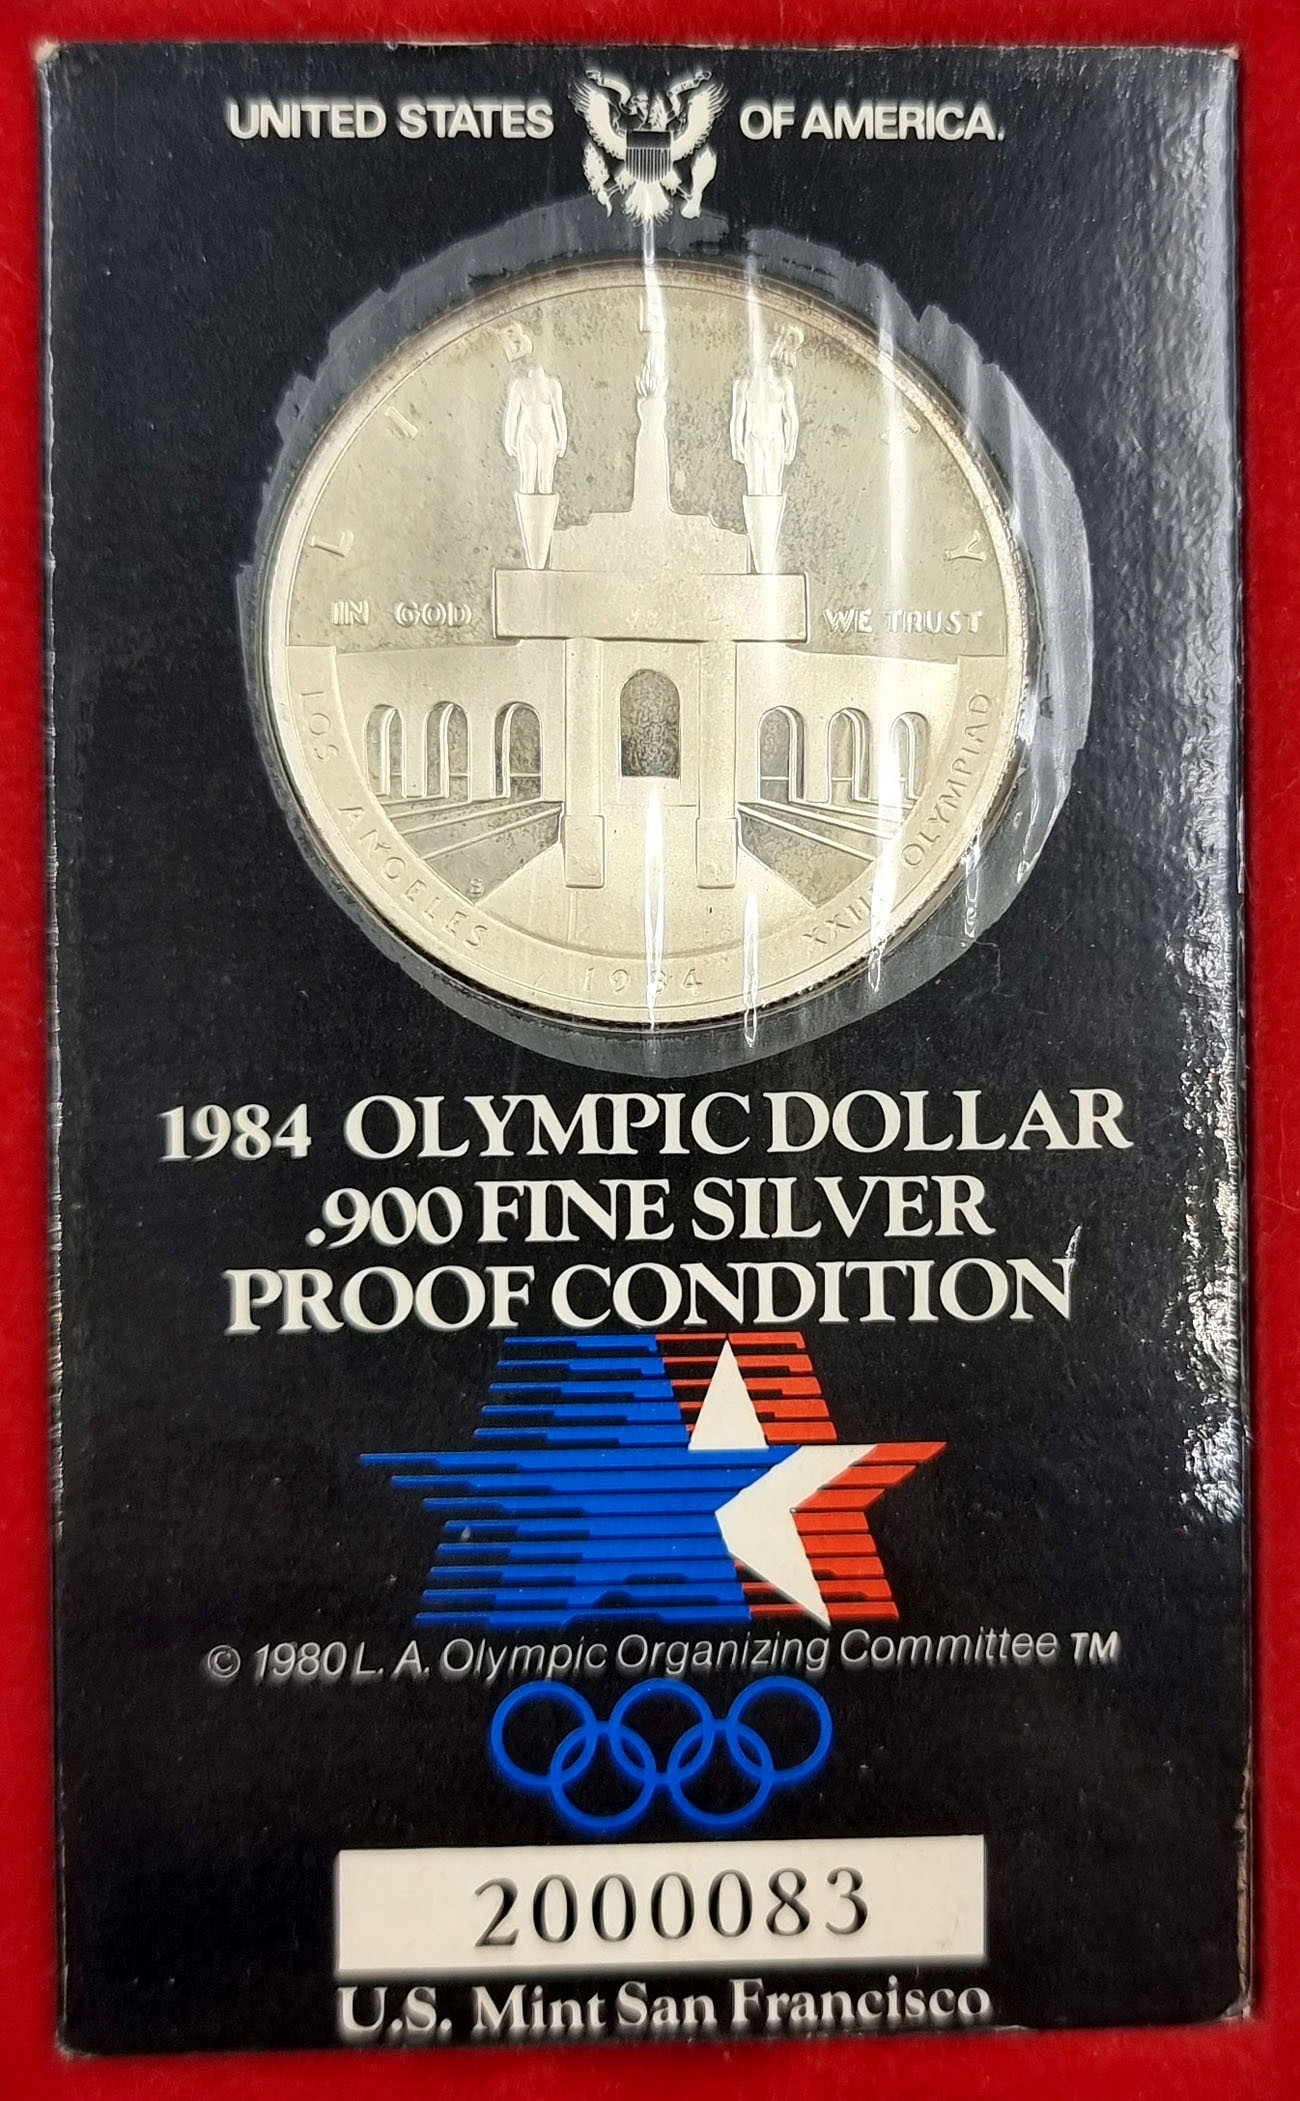 UNITED STATES OF AMERICA.
LIBERTY
IN GOD WE TRUST
S
LOS ANGELES XXIII OLYMPIAD
1984
1984 OLYMPIC DOLLAR
.900 FINE SILVER
PROOF CONDITION
© 1980 L. A. Olympic Organizing Committee TM
2000083
U.S. Mint San Francisco